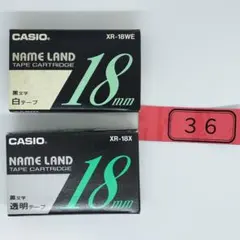 CASIO XR-18WE
NAME LAND
TAPE CARTRIDGE
18mm
黒文字
白テープ
36
CASIO XR-18X
NAME LAND
TAPE CARTRIDGE
18mm
黒文字
透明テープ